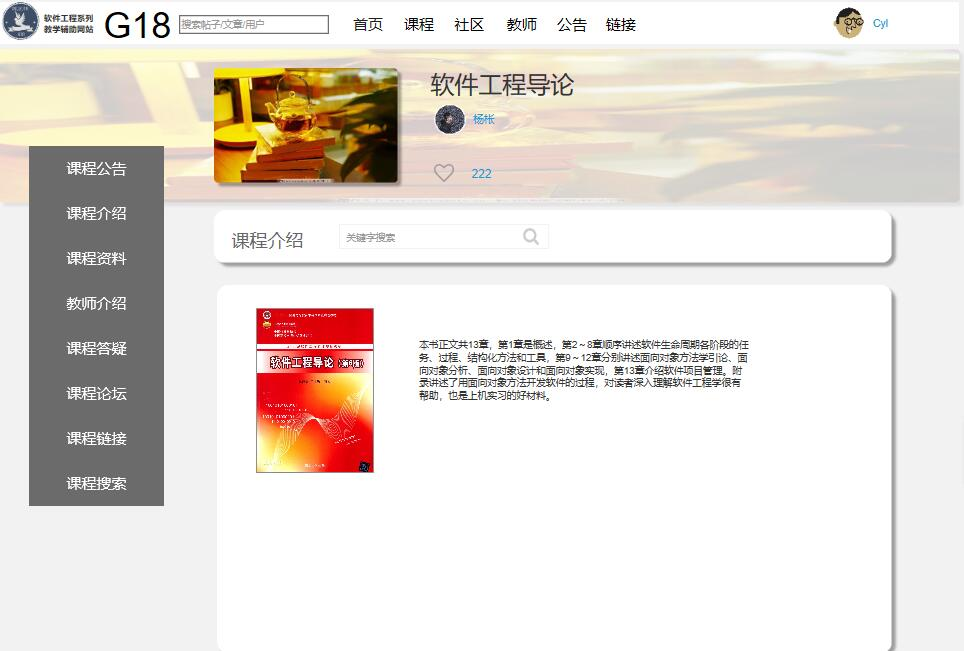 软件工程系列
教学辅助网站
G18
搜索帖子/文章/用户
首页 课程 社区 教师 公告 链接
Cyl
软件工程导论
杨枨
222
课程公告
课程介绍
课程资料
教师介绍
课程答疑
课程论坛
课程链接
课程搜索
课程介绍
关键字搜索
软件工程导论(第6版)
本书正文共13章，第1章是概述，第2～8章顺序讲述软件生命周期各阶段的任
务、过程、结构化方法和工具，第9～12章分别讲述面向对象方法学引论、面
向对象分析、面向对象设计和面向对象实现，第13章介绍软件项目管理。附
录讲述了用面向对象方法开发软件的过程，对读者深入理解软件工程学很有
帮助，也是上机实习的好材料。